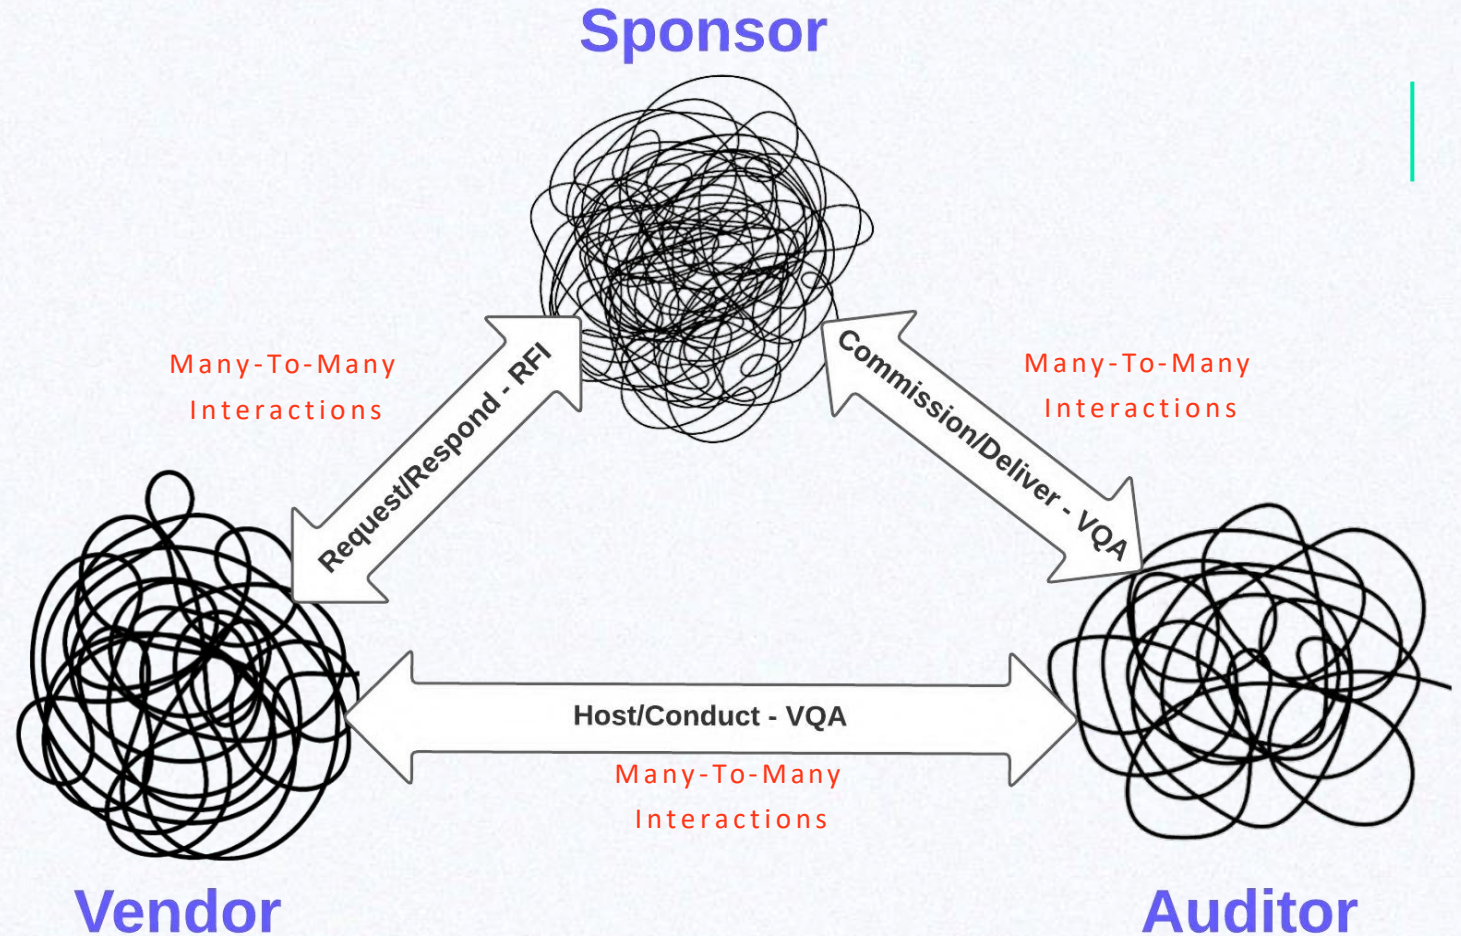 Sponsor
Many-To-Many
Interactions
Request/Respond - RFI
Commission/Deliver - VQA
Many-To-Many
Interactions
Host/Conduct - VQA
Many-To-Many
Interactions
Vendor
Auditor